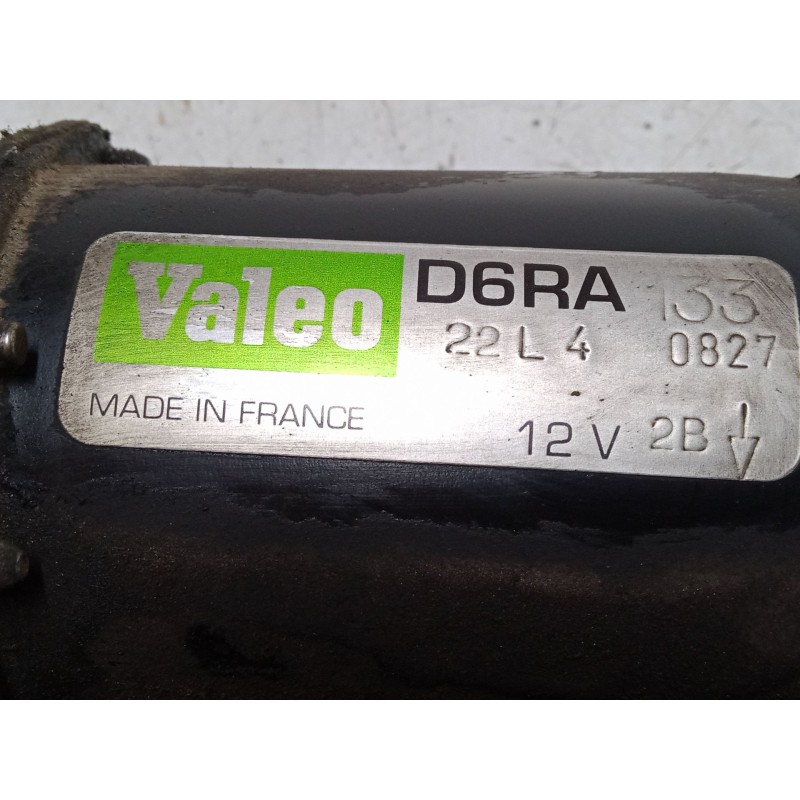 Valeo D6RA 133
22 L 4 0827
MADE IN FRANCE
12 V 2B